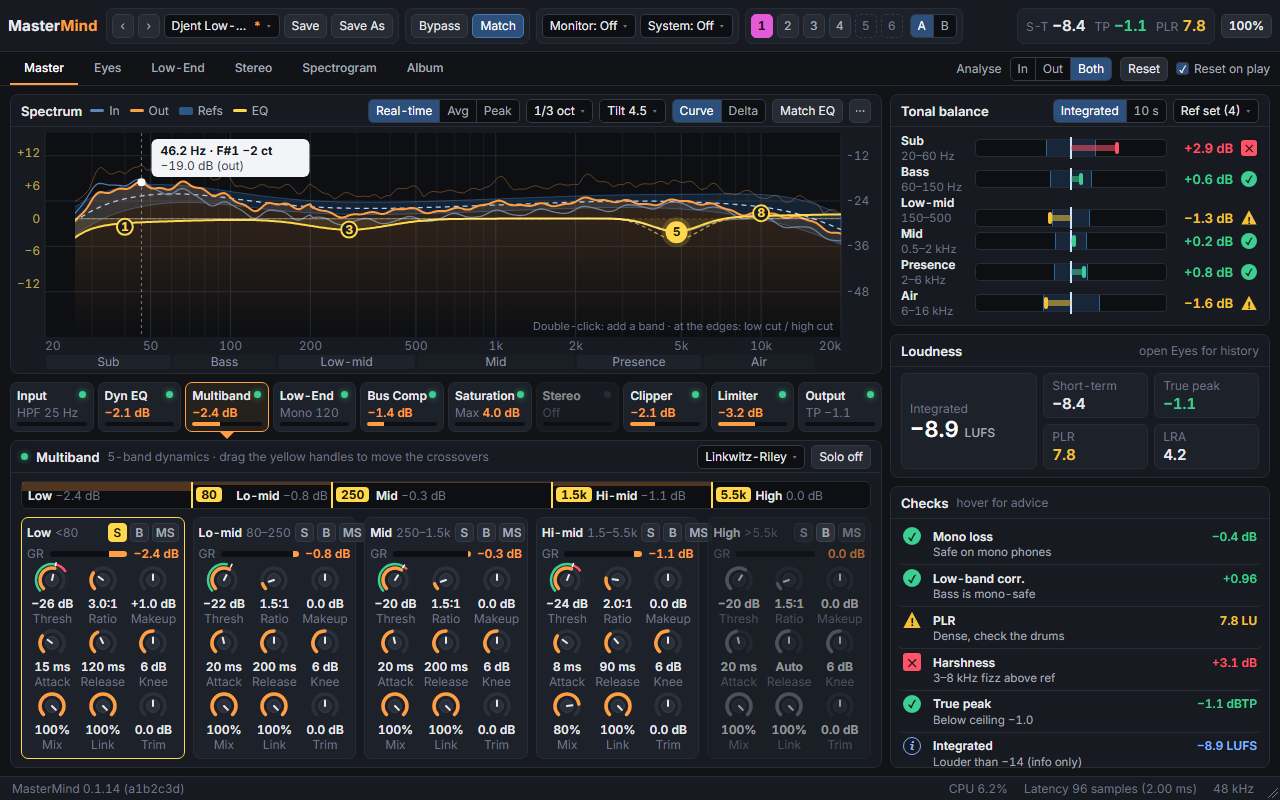 MasterMind ‹ › Djent Low-... * Save Save As Bypass Match Monitor: Off System: Off 1 2 3 4 5 6 A B S-T −8.4 TP −1.1 PLR 7.8 100%
Master Eyes Low-End Stereo Spectrogram Album Analyse In Out Both Reset Reset on play
Spectrum In Out Refs EQ Real-time Avg Peak 1/3 oct Tilt 4.5 Curve Delta Match EQ ···
46.2 Hz · F#1 −2 ct
−19.0 dB (out)
+12 −12
+6 −24
0 −36
−6 −48
−12
1 3 5 8
Double-click: add a band · at the edges: low cut / high cut
20 50 100 200 500 1k 2k 5k 10k 20k
Sub Bass Low-mid Mid Presence Air
Tonal balance Integrated 10 s Ref set (4)
Sub
20–60 Hz
+2.9 dB
Bass
60–150 Hz
+0.6 dB
Low-mid
150–500
−1.3 dB
Mid
0.5–2 kHz
+0.2 dB
Presence
2–6 kHz
+0.8 dB
Air
6–16 kHz
−1.6 dB
Input
HPF 25 Hz
Dyn EQ
−2.1 dB
Multiband
−2.4 dB
Low-End
Mono 120
Bus Comp
−1.4 dB
Saturation
Max 4.0 dB
Stereo
Off
Clipper
−2.1 dB
Limiter
−3.2 dB
Output
TP −1.1
Loudness open Eyes for history
Integrated
−8.9 LUFS
Short-term
−8.4
True peak
−1.1
PLR
7.8
LRA
4.2
Multiband 5-band dynamics · drag the yellow handles to move the crossovers Linkwitz-Riley Solo off
Low −2.4 dB 80 Lo-mid −0.8 dB 250 Mid −0.3 dB 1.5k Hi-mid −1.1 dB 5.5k High 0.0 dB
Low <80 S B MS
GR −2.4 dB
−26 dB 3.0:1 +1.0 dB
Thresh Ratio Makeup
15 ms 120 ms 6 dB
Attack Release Knee
100% 100% 0.0 dB
Mix Link Trim
Lo-mid 80–250 S B MS
GR −0.8 dB
−22 dB 1.5:1 0.0 dB
Thresh Ratio Makeup
20 ms 200 ms 6 dB
Attack Release Knee
100% 100% 0.0 dB
Mix Link Trim
Mid 250–1.5k S B MS
GR −0.3 dB
−20 dB 1.5:1 0.0 dB
Thresh Ratio Makeup
20 ms 200 ms 6 dB
Attack Release Knee
100% 100% 0.0 dB
Mix Link Trim
Hi-mid 1.5–5.5k S B MS
GR −1.1 dB
−24 dB 2.0:1 0.0 dB
Thresh Ratio Makeup
8 ms 90 ms 6 dB
Attack Release Knee
80% 100% 0.0 dB
Mix Link Trim
High >5.5k S B MS
GR 0.0 dB
−20 dB 1.5:1 0.0 dB
Thresh Ratio Makeup
20 ms Auto 6 dB
Attack Release Knee
100% 100% 0.0 dB
Mix Link Trim
Checks hover for advice
Mono loss −0.4 dB
Safe on mono phones
Low-band corr. +0.96
Bass is mono-safe
PLR 7.8 LU
Dense, check the drums
Harshness +3.1 dB
3–8 kHz fizz above ref
True peak −1.1 dBTP
Below ceiling −1.0
Integrated −8.9 LUFS
Louder than −14 (info only)
MasterMind 0.1.14 (a1b2c3d) CPU 6.2% Latency 96 samples (2.00 ms) 48 kHz